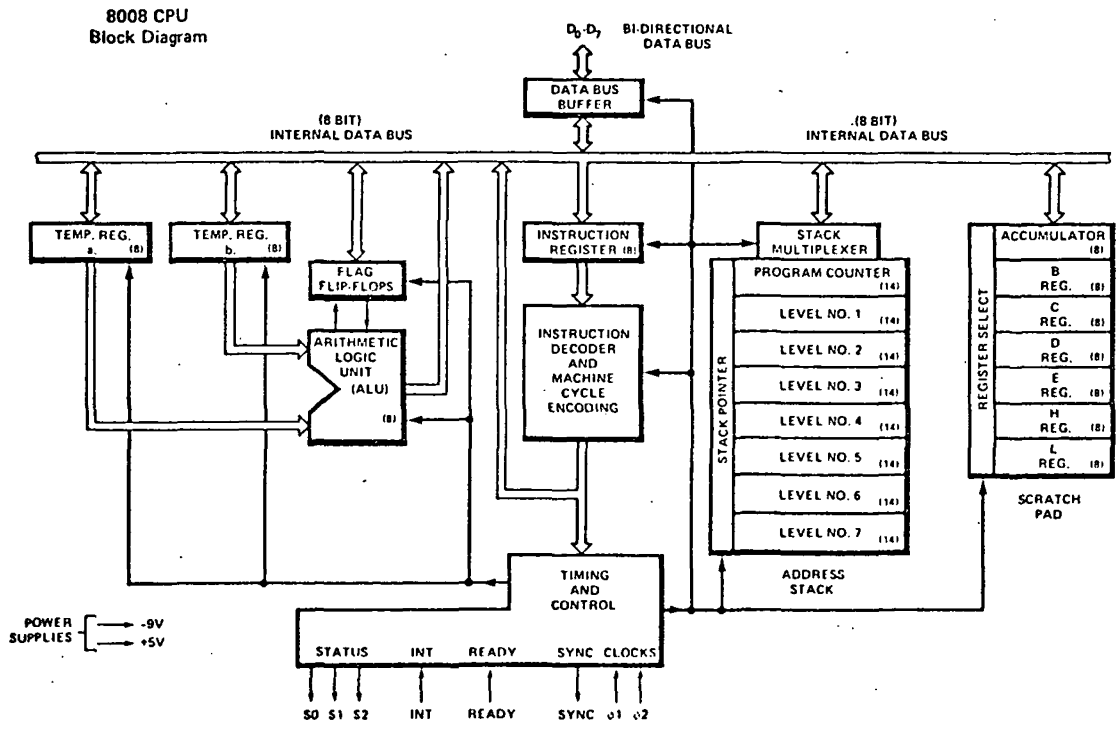 8008 CPU
Block Diagram
D0-D7 BI-DIRECTIONAL
DATA BUS
DATA BUS
BUFFER
(8 BIT)
INTERNAL DATA BUS
(8 BIT)
INTERNAL DATA BUS
TEMP. REG.
a. (8)
TEMP. REG.
b. (8)
FLAG
FLIP-FLOPS
ARITHMETIC
LOGIC
UNIT
(ALU)
(8)
INSTRUCTION
REGISTER (8)
INSTRUCTION
DECODER
AND
MACHINE
CYCLE
ENCODING
STACK
MULTIPLEXER
STACK POINTER
PROGRAM COUNTER
(14)
LEVEL NO. 1 (14)
LEVEL NO. 2 (14)
LEVEL NO. 3 (14)
LEVEL NO. 4 (14)
LEVEL NO. 5 (14)
LEVEL NO. 6 (14)
LEVEL NO. 7 (14)
ADDRESS
STACK
REGISTER SELECT
ACCUMULATOR
(8)
B
REG. (8)
C
REG. (8)
D
REG. (8)
E
REG. (8)
H
REG. (8)
L
REG. (8)
SCRATCH
PAD
TIMING
AND
CONTROL
STATUS INT READY SYNC CLOCKS
S0 S1 S2 INT READY SYNC ϕ1 ϕ2
POWER
SUPPLIES
-9V
+5V